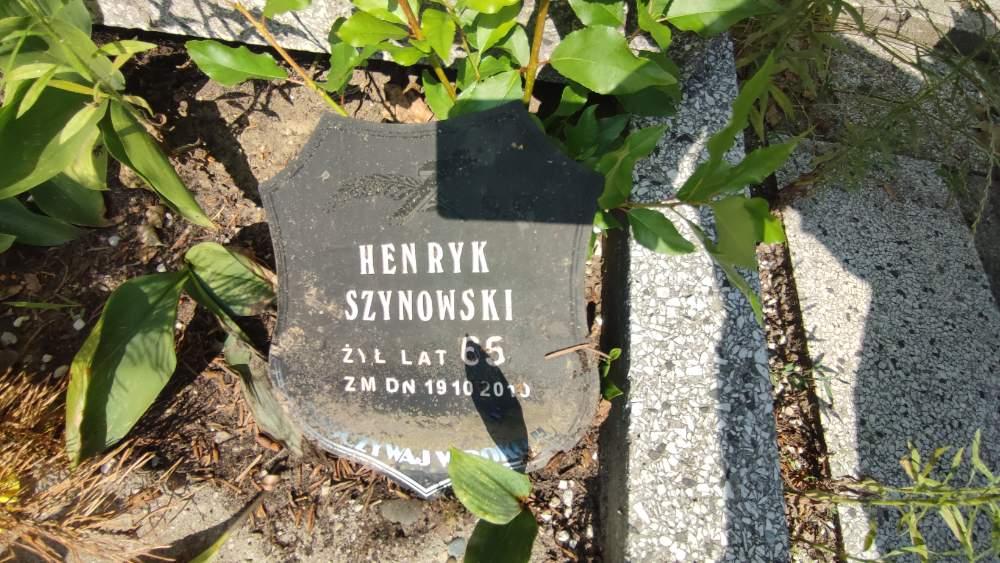 HENRYK
SZYNOWSKI
ŻYŁ LAT 65
ZM DN 19 10 2010